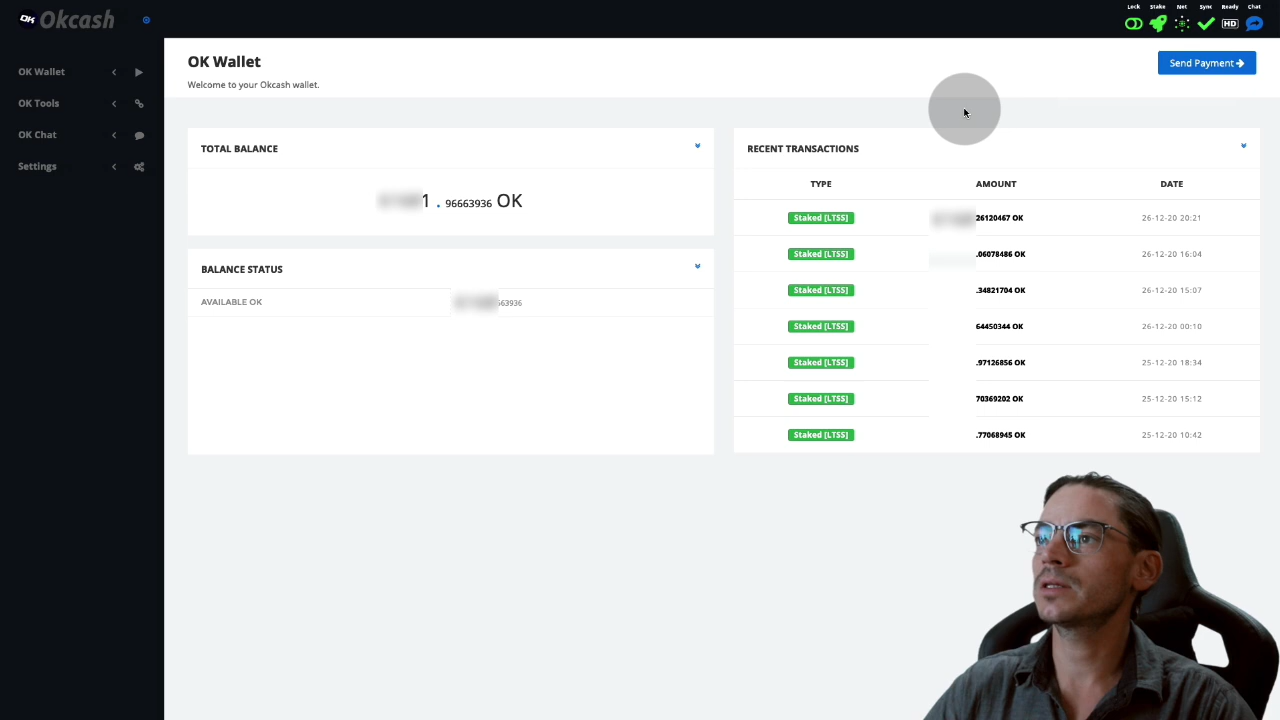 Lock Stake Net Sync Ready Chat
OK Okcash
HD
OK Wallet
OK Tools
OK Chat
Settings
OK Wallet
Welcome to your Okcash wallet.
Send Payment
TOTAL BALANCE
1 . 96663936 OK
BALANCE STATUS
AVAILABLE OK 63936
RECENT TRANSACTIONS
TYPE AMOUNT DATE
Staked [LTSS] 26120467 OK 26-12-20 20:21
Staked [LTSS] .06078486 OK 26-12-20 16:04
Staked [LTSS] .34821704 OK 26-12-20 15:07
Staked [LTSS] 64450344 OK 26-12-20 00:10
Staked [LTSS] .97126856 OK 25-12-20 18:34
Staked [LTSS] 70369202 OK 25-12-20 15:12
Staked [LTSS] .77068945 OK 25-12-20 10:42